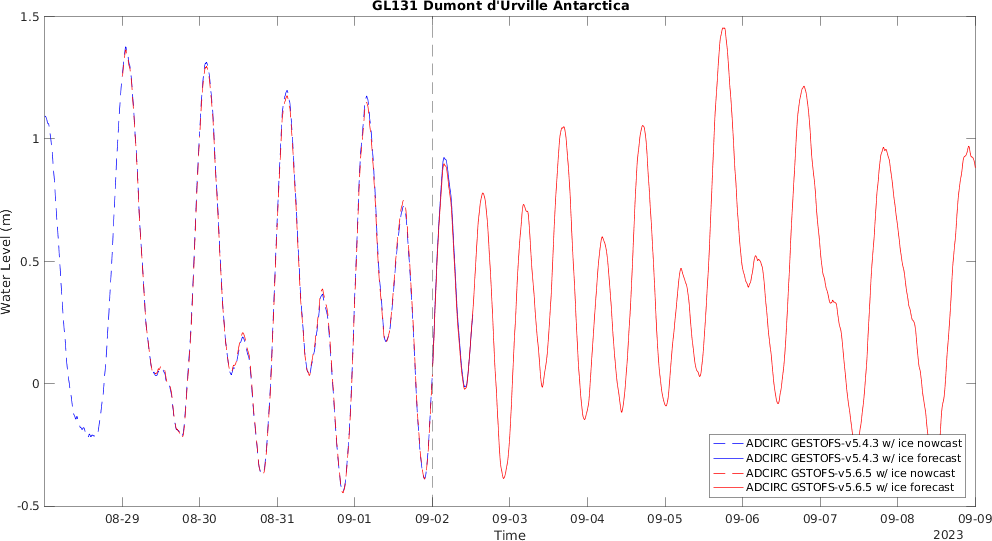 GL131 Dumont d'Urville Antarctica
1.5
1
0.5
0
-0.5
Water Level (m)
08-29 08-30 08-31 09-01 09-02 09-03 09-04 09-05 09-06 09-07 09-08 09-09
Time
2023
ADCIRC GESTOFS-v5.4.3 w/ ice nowcast
ADCIRC GESTOFS-v5.4.3 w/ ice forecast
ADCIRC GSTOFS-v5.6.5 w/ ice nowcast
ADCIRC GSTOFS-v5.6.5 w/ ice forecast